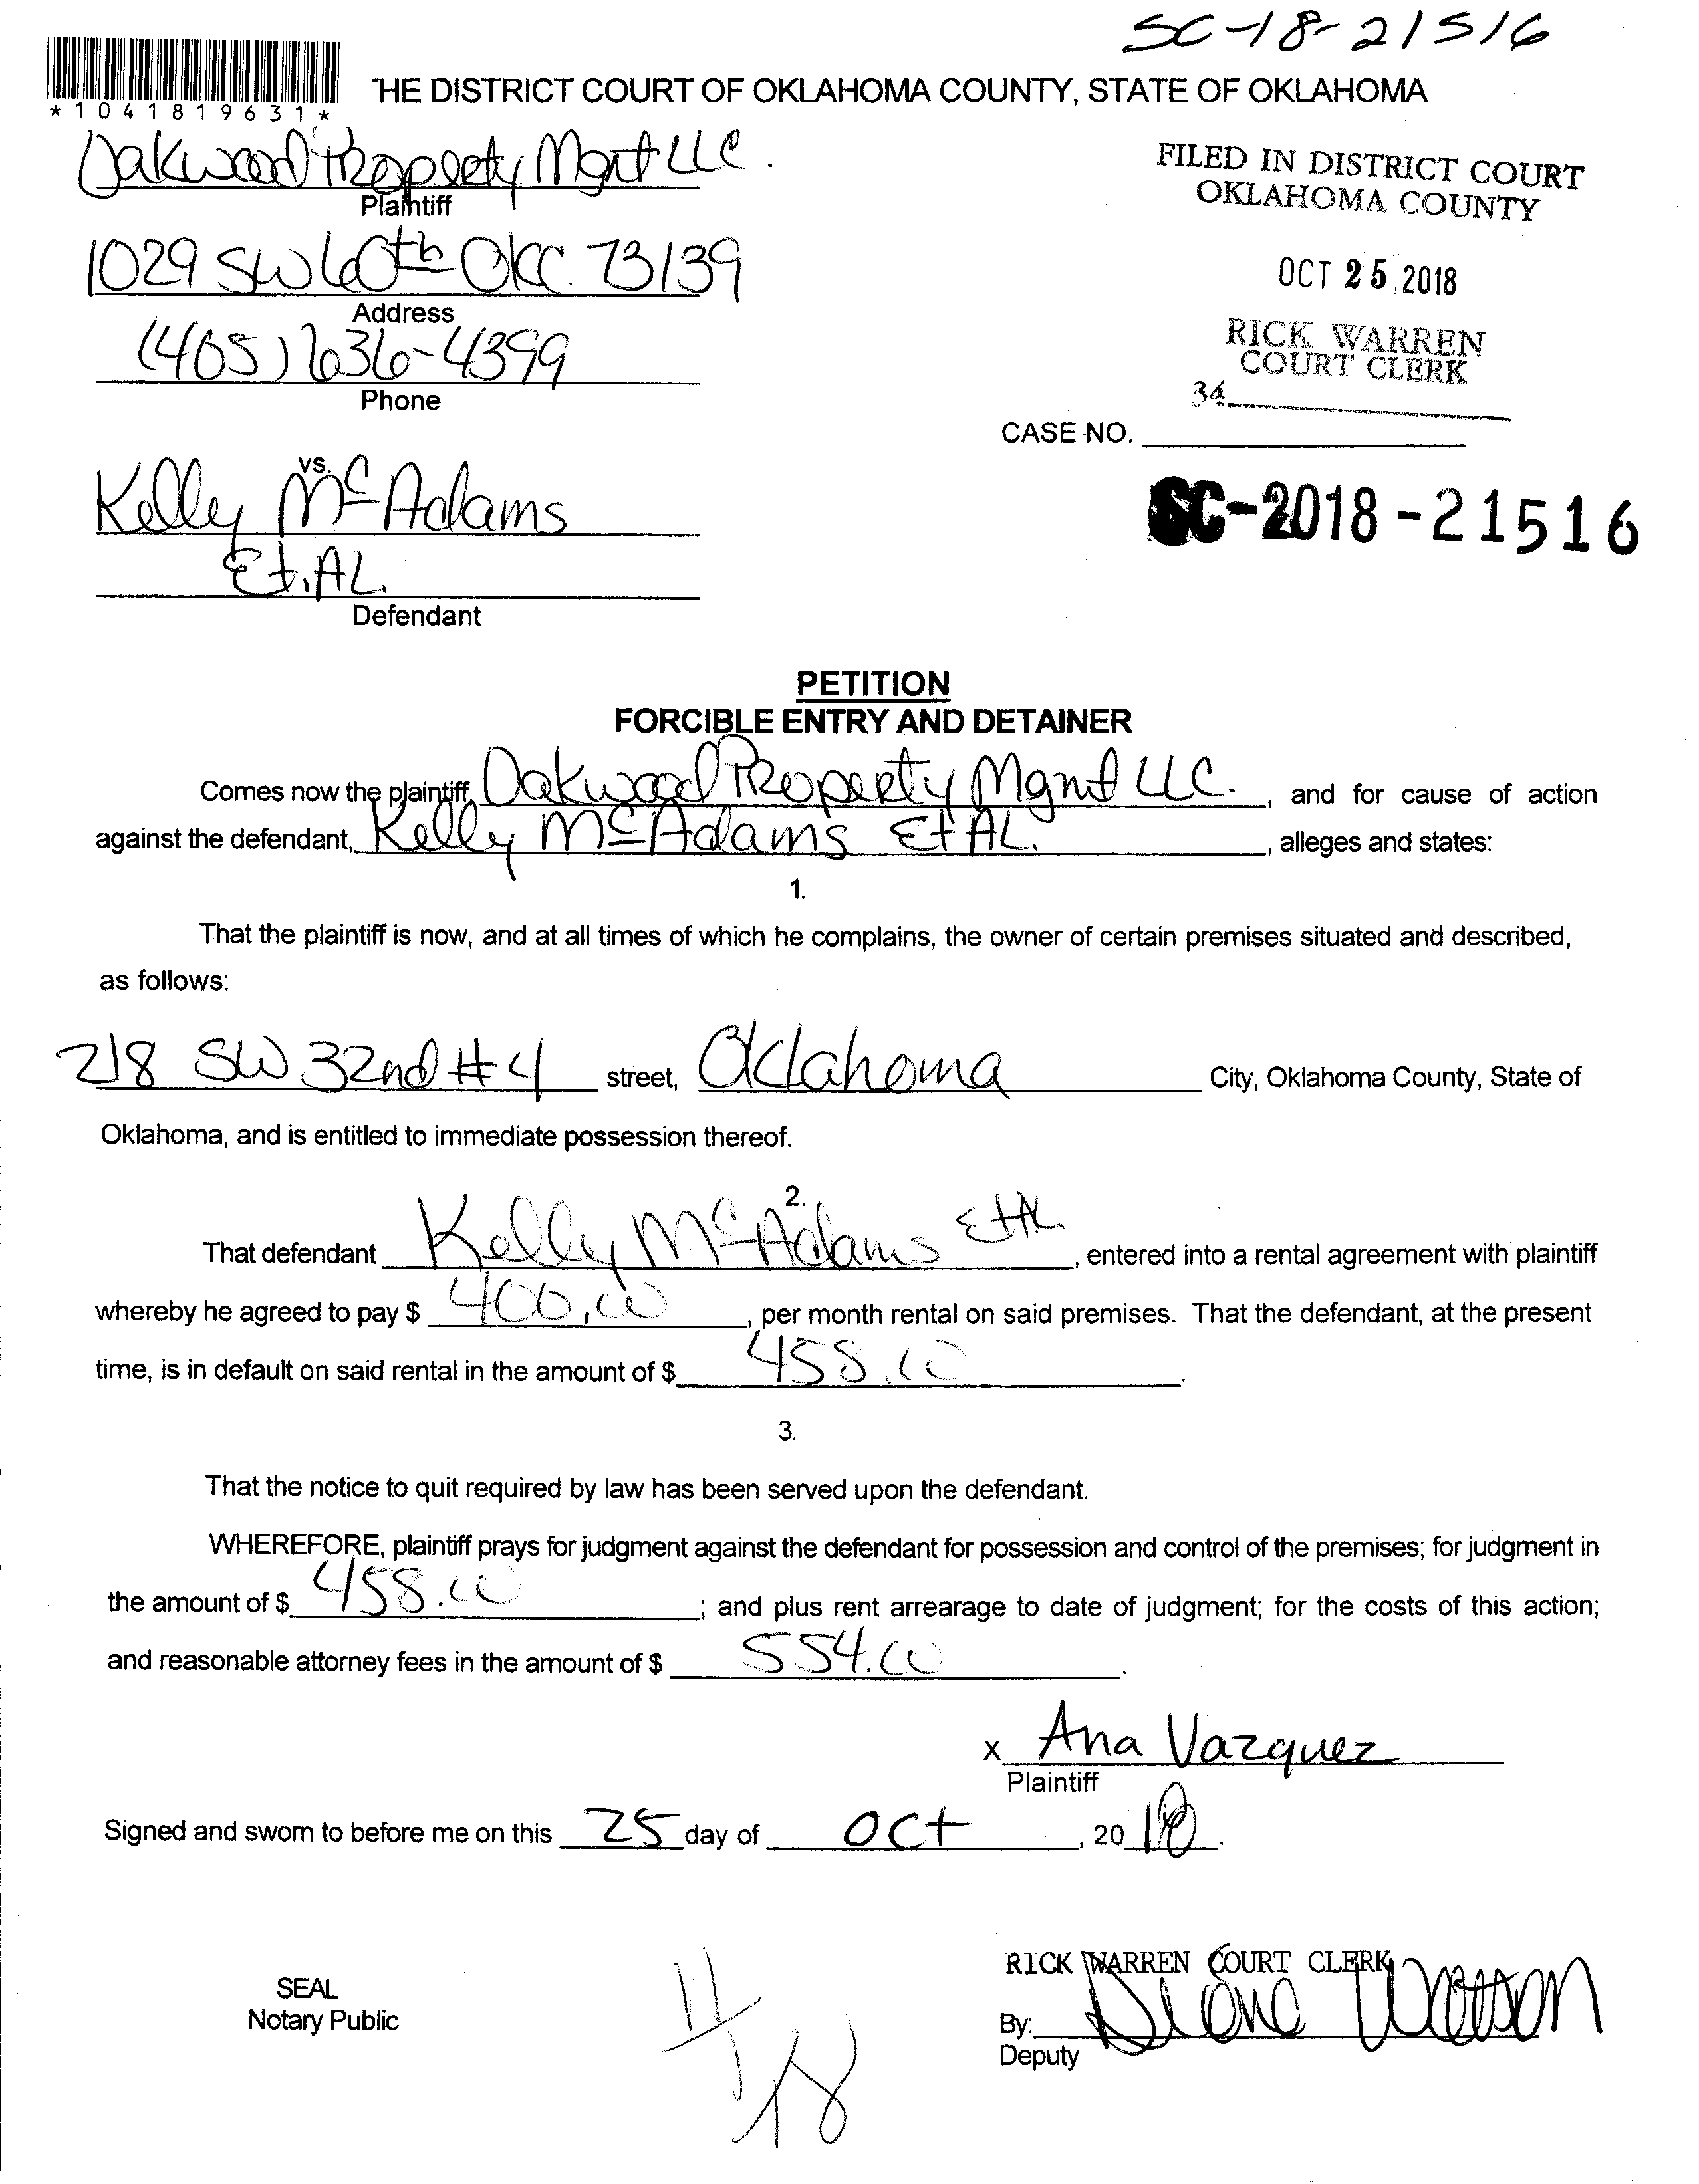 SC-18-21516
*1041819631*
HE DISTRICT COURT OF OKLAHOMA COUNTY, STATE OF OKLAHOMA
Oakwood Property Mgnt LLC.
Plaintiff
FILED IN DISTRICT COURT
OKLAHOMA COUNTY
1029 SW 60th OKC. 73139
Address
OCT 25 2018
(405) 636-4399
Phone
RICK WARREN
COURT CLERK
34
CASE NO.
vs.
Kelly McAdams
Et. AL.
Defendant
SC-2018-21516
PETITION
FORCIBLE ENTRY AND DETAINER
Comes now the plaintiff, Oakwood Property Mgmt LLC., and for cause of action
against the defendant, Kelly McAdams Et AL., alleges and states:
1.
That the plaintiff is now, and at all times of which he complains, the owner of certain premises situated and described,
as follows:
218 SW 32nd #4 street, Oklahoma City, Oklahoma County, State of
Oklahoma, and is entitled to immediate possession thereof.
2.
That defendant Kelly McAdams Et AL, entered into a rental agreement with plaintiff
whereby he agreed to pay $ 400.00, per month rental on said premises. That the defendant, at the present
time, is in default on said rental in the amount of $ 458.00.
3.
That the notice to quit required by law has been served upon the defendant.
WHEREFORE, plaintiff prays for judgment against the defendant for possession and control of the premises; for judgment in
the amount of $ 458.00; and plus rent arrearage to date of judgment; for the costs of this action;
and reasonable attorney fees in the amount of $ 554.00.
x Ana Vazquez
Plaintiff
Signed and sworn to before me on this 25 day of Oct, 2018.
RICK WARREN COURT CLERK
SEAL
Notary Public
By: Diane Watson
Deputy
11/18